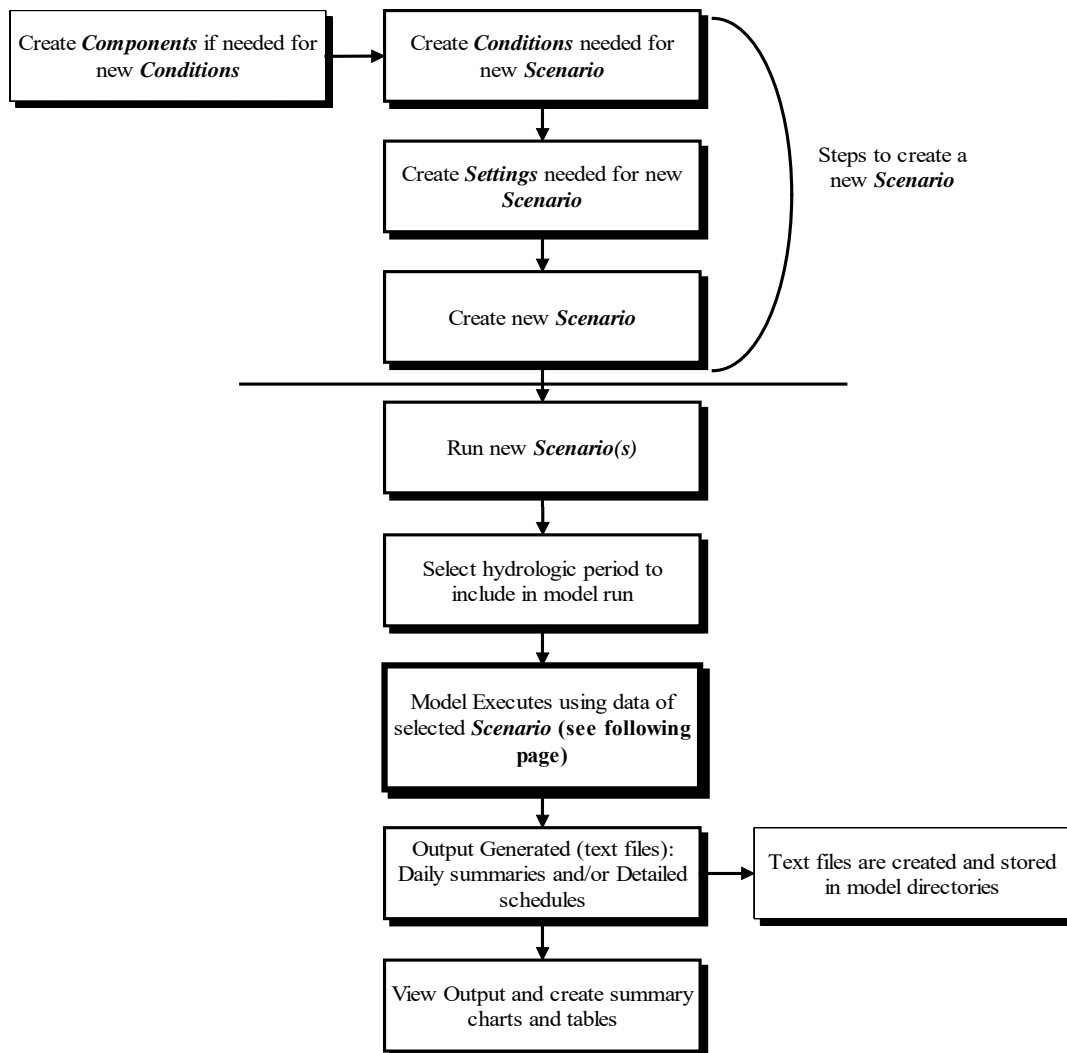 Create Components if needed for
new Conditions
Create Conditions needed for
new Scenario
Create Settings needed for new
Scenario
Steps to create a
new Scenario
Create new Scenario
Run new Scenario(s)
Select hydrologic period to
include in model run
Model Executes using data of
selected Scenario (see following
page)
Output Generated (text files):
Daily summaries and/or Detailed
schedules
Text files are created and stored
in model directories
View Output and create summary
charts and tables